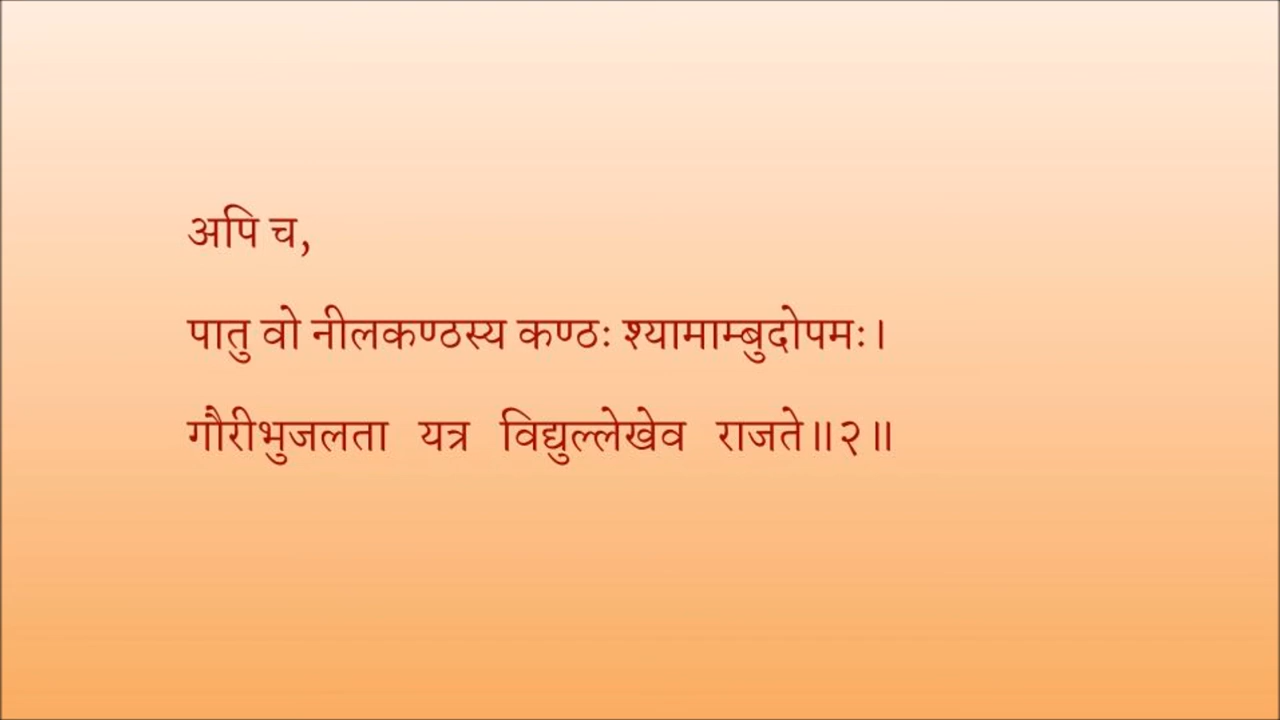 अपि च,
पातु वो नीलकण्ठस्य कण्ठः श्यामाम्बुदोपमः।
गौरीभुजलता यत्र विद्युल्लेखेव राजते॥२॥